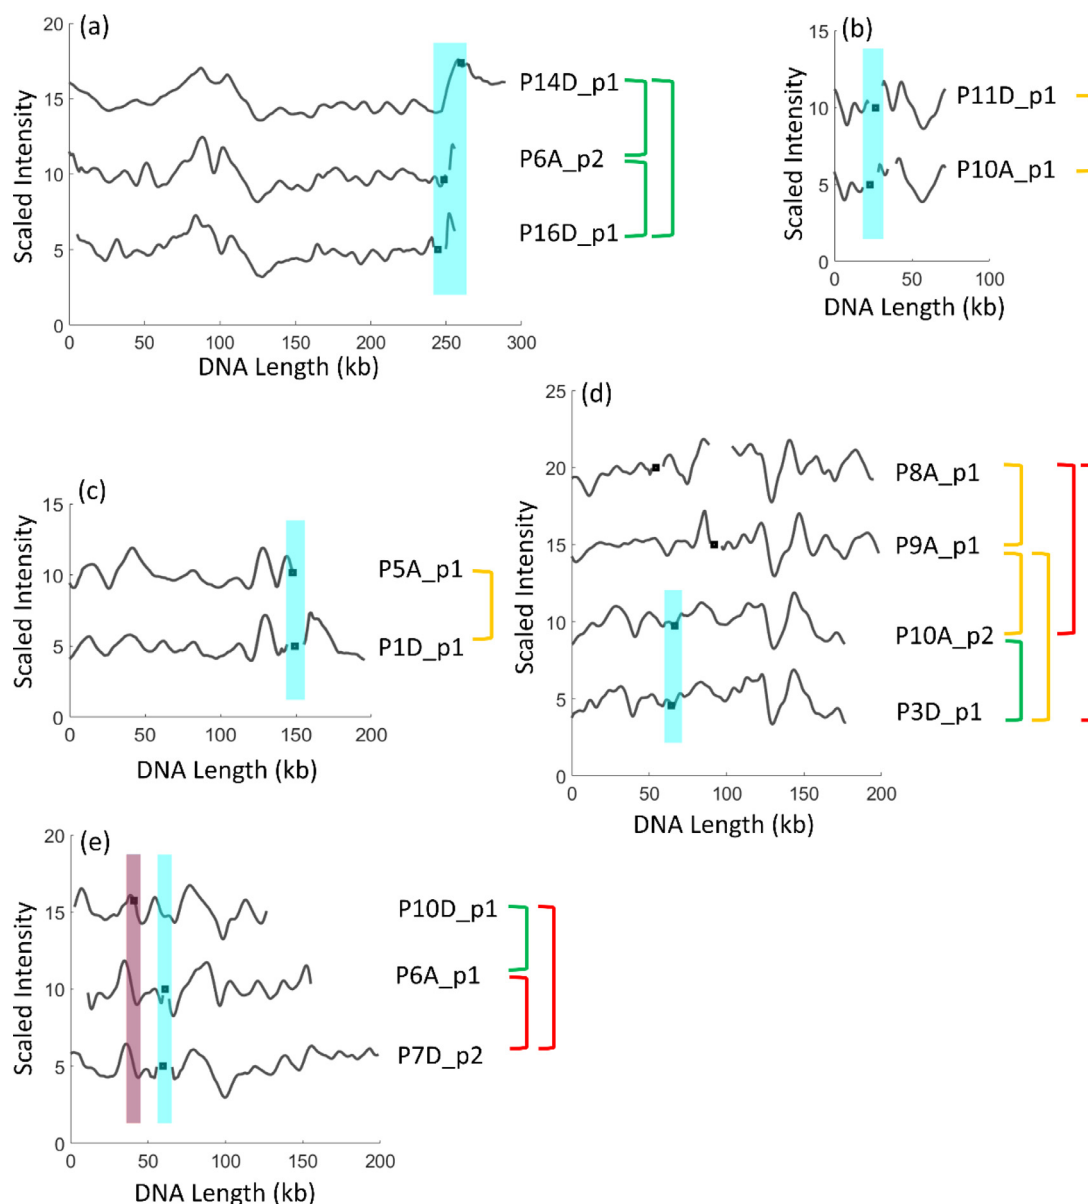 (a)
20
15
10
5
0
Scaled Intensity
0 50 100 150 200 250 300
DNA Length (kb)
P14D_p1
P6A_p2
P16D_p1
(b)
15
10
5
0
Scaled Intensity
0 50 100
DNA Length (kb)
P11D_p1
P10A_p1
(c)
15
10
5
0
Scaled Intensity
0 50 100 150 200
DNA Length (kb)
P5A_p1
P1D_p1
(d)
25
20
15
10
5
0
Scaled Intensity
0 50 100 150 200
DNA Length (kb)
P8A_p1
P9A_p1
P10A_p2
P3D_p1
(e)
20
15
10
5
0
Scaled Intensity
0 50 100 150 200
DNA Length (kb)
P10D_p1
P6A_p1
P7D_p2